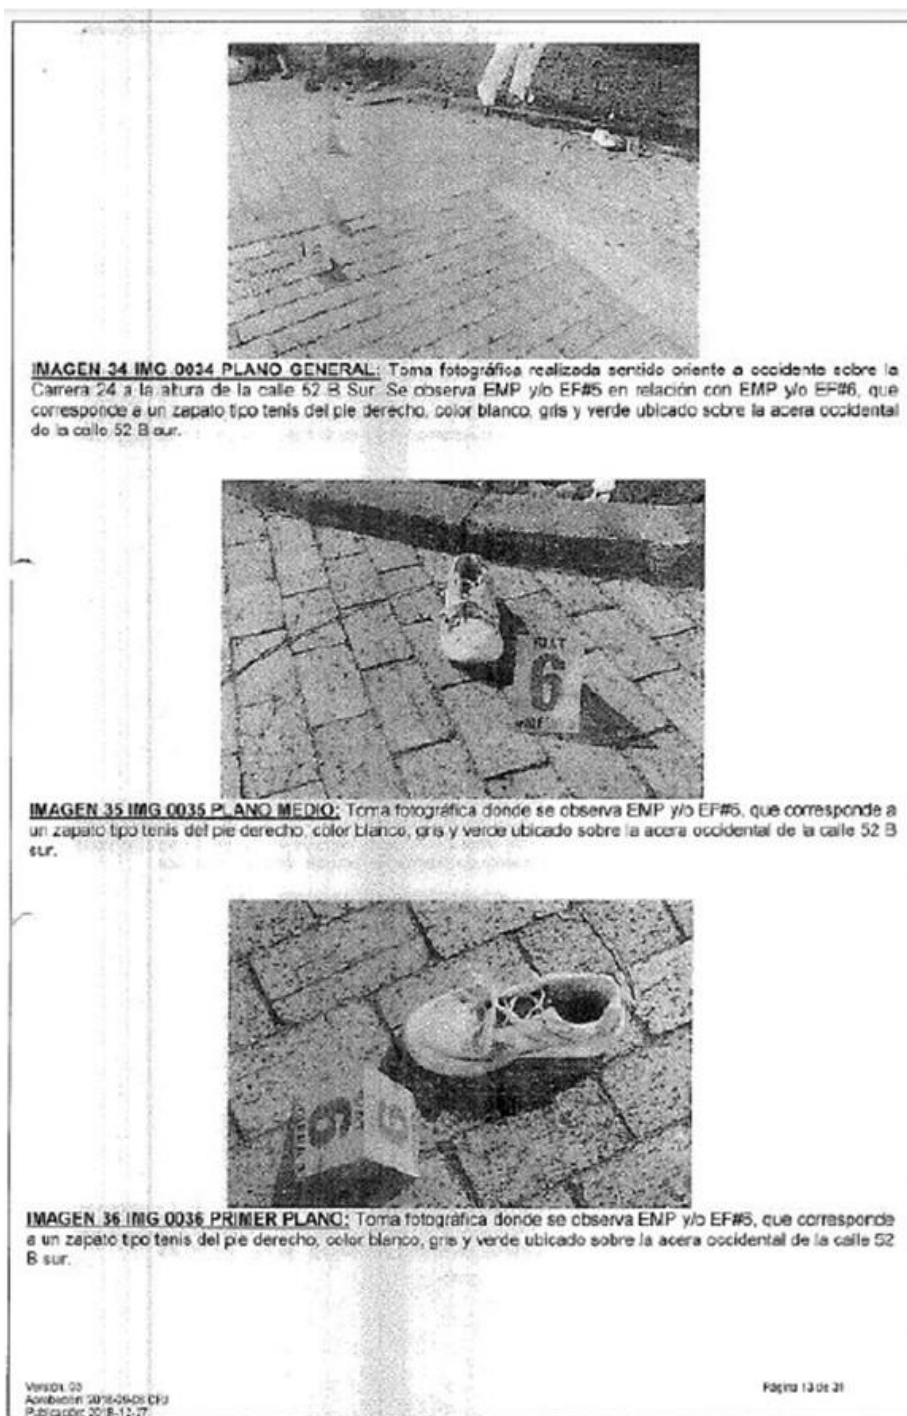 IMAGEN 34 IMG 0034 PLANO GENERAL: Toma fotográfica realizada sentido oriente a occidente sobre la
Carrera 24 a la altura de la calle 52 B Sur. Se observa EMP y/o EF#5 en relación con EMP y/o EF#6, que
corresponde a un zapato tipo tenis del pie derecho, color blanco, gris y verde ubicado sobre la acera occidental
de la calle 52 B sur.
6
IMAGEN 35 IMG 0035 PLANO MEDIO: Toma fotográfica donde se observa EMP y/o EF#6, que corresponde a
un zapato tipo tenis del pie derecho, color blanco, gris y verde ubicado sobre la acera occidental de la calle 52 B
sur.
6 6
IMAGEN 36 IMG 0036 PRIMER PLANO: Toma fotográfica donde se observa EMP y/o EF#6, que corresponde
a un zapato tipo tenis del pie derecho, color blanco, gris y verde ubicado sobre la acera occidental de la calle 52
B sur.
Versión: 03
Aprobación: CPJ
Publicación: 2018-12-27
Página 13 de 31